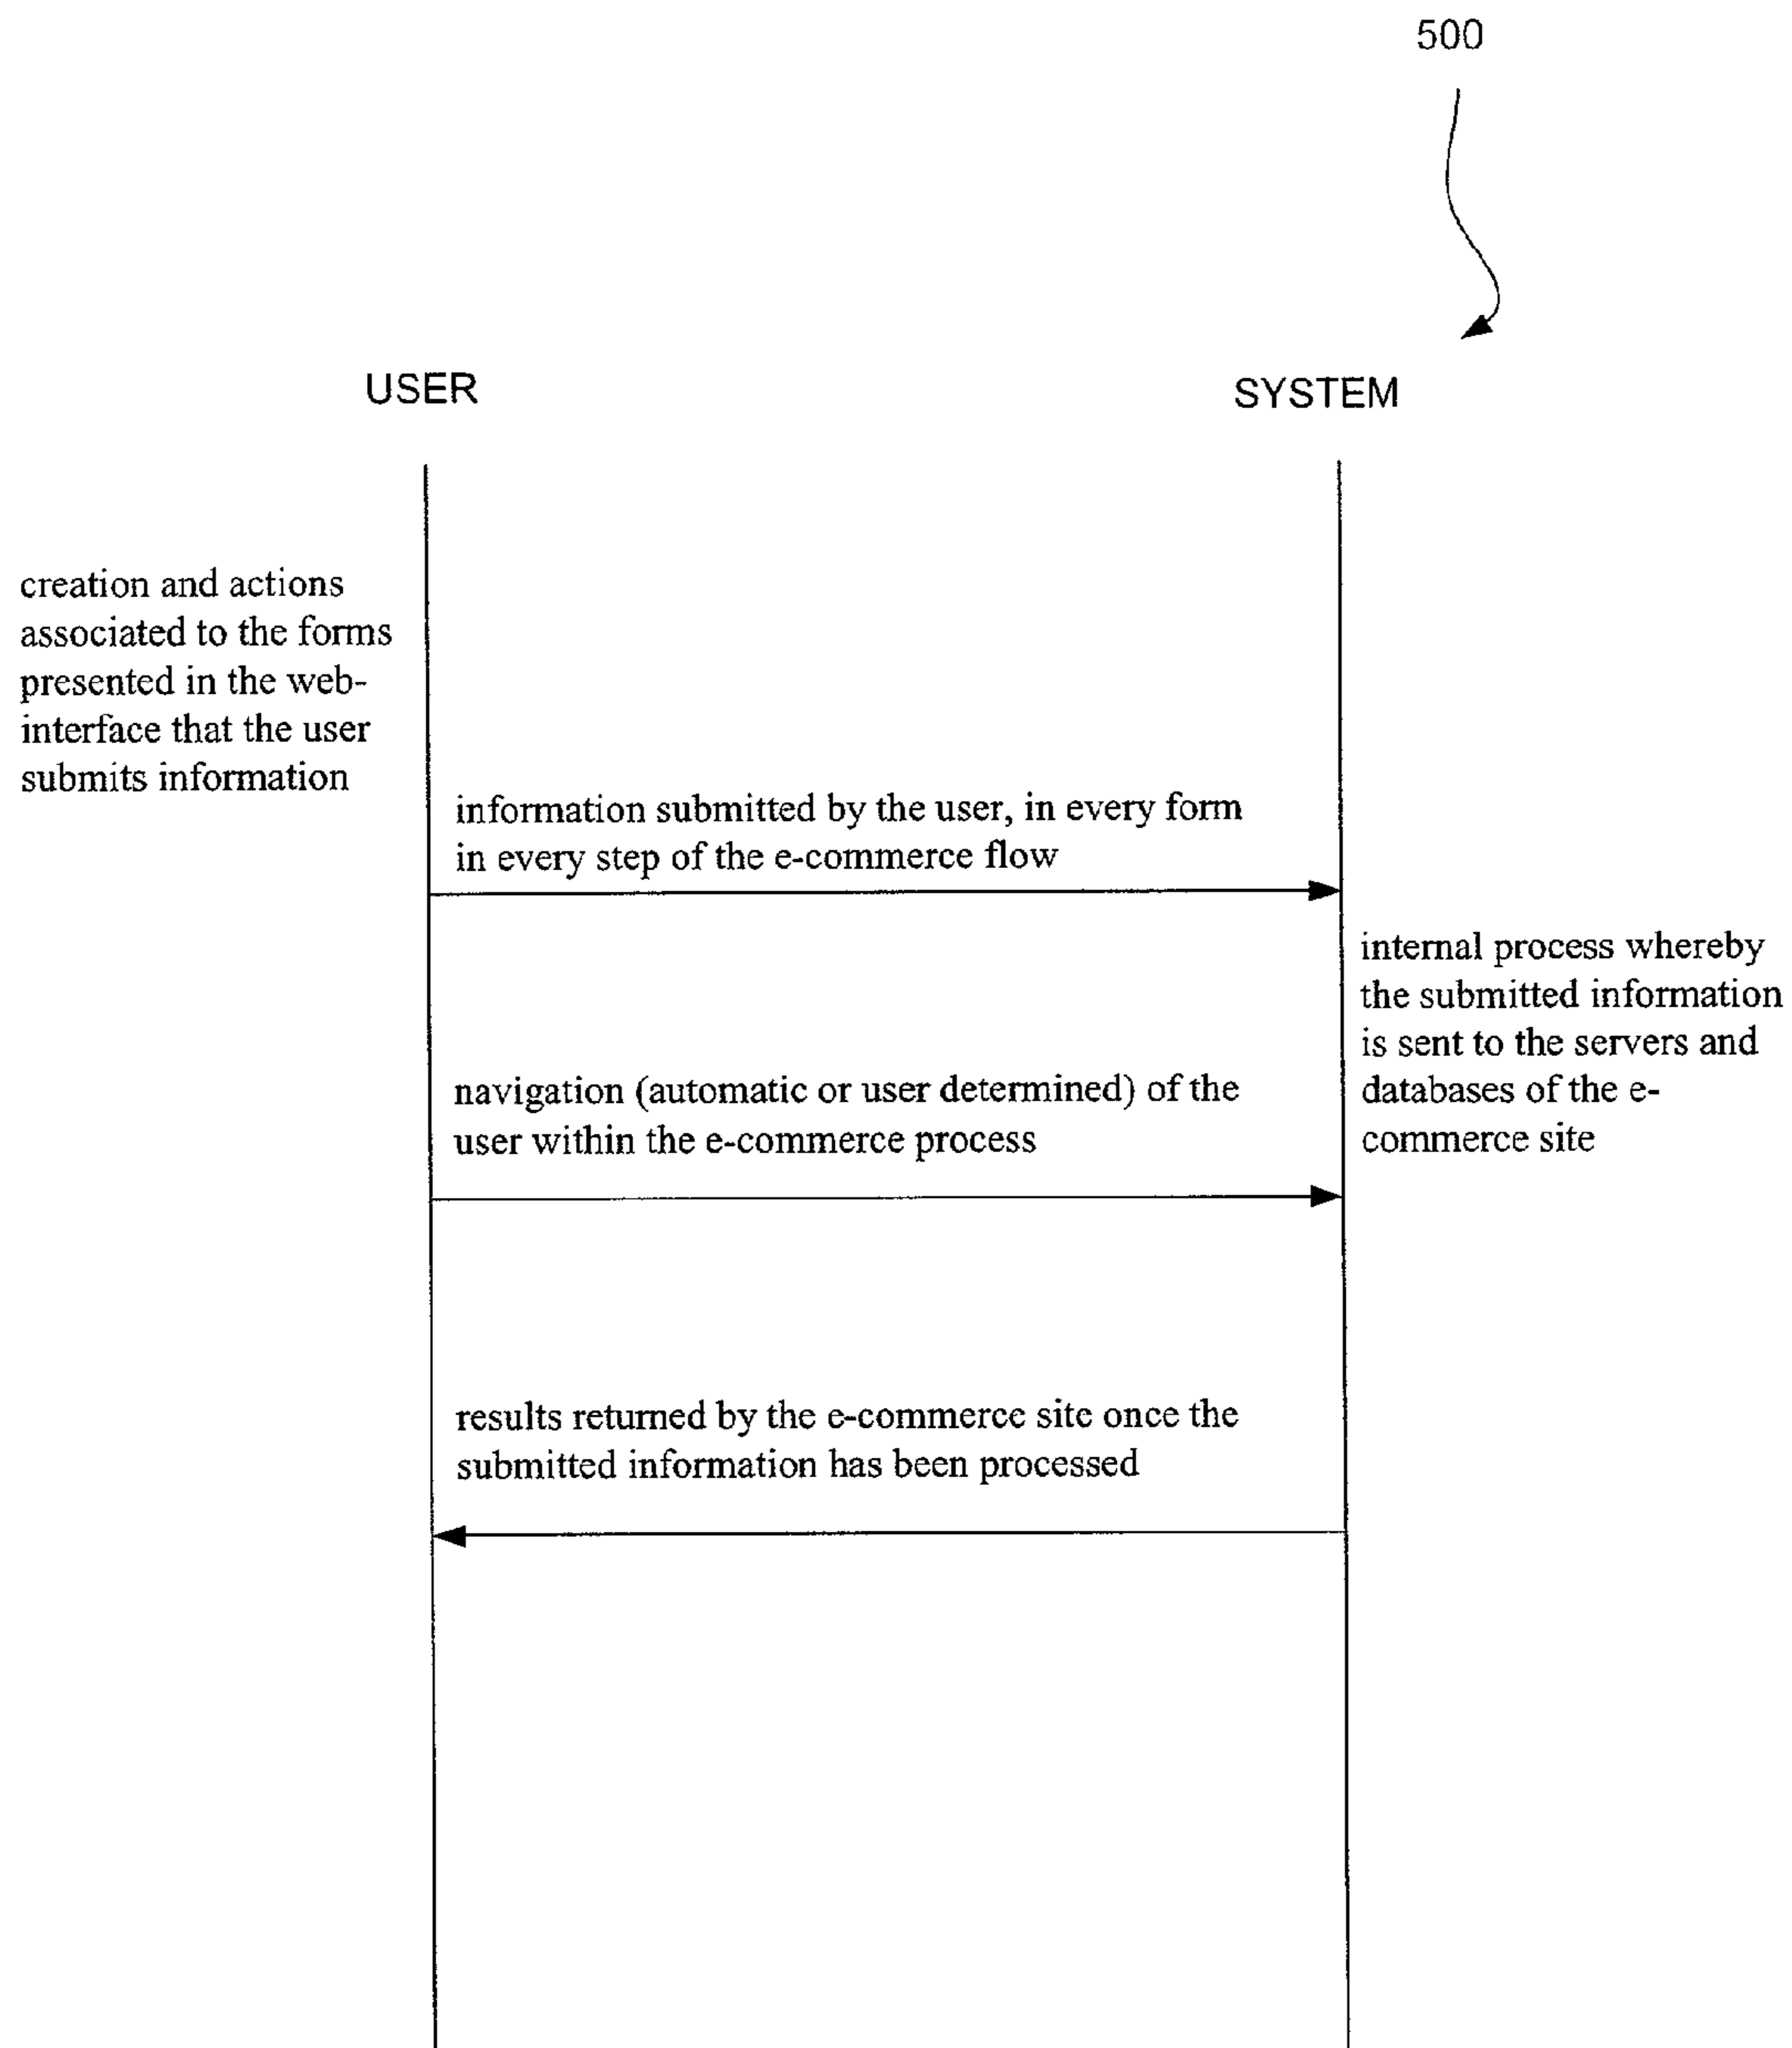 500
USER
SYSTEM
creation and actions
associated to the forms
presented in the web-
interface that the user
submits information
information submitted by the user, in every form
in every step of the e-commerce flow
internal process whereby
the submitted information
is sent to the servers and
databases of the e-
commerce site
navigation (automatic or user determined) of the
user within the e-commerce process
results returned by the e-commerce site once the
submitted information has been processed